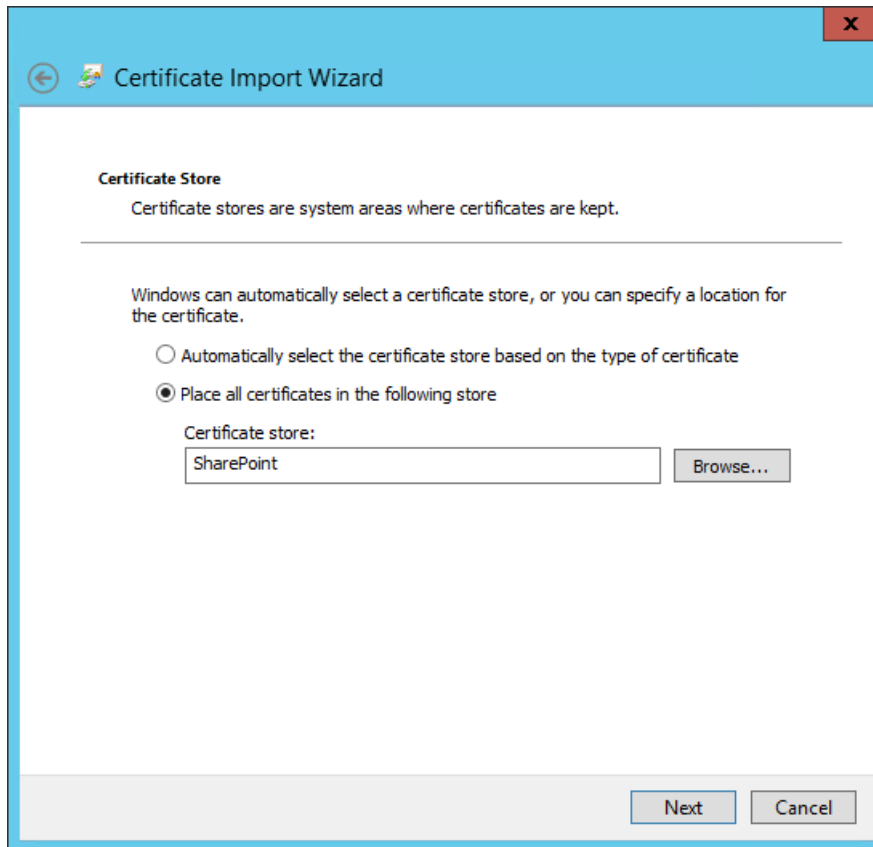 x
Certificate Import Wizard
Certificate Store
Certificate stores are system areas where certificates are kept.
Windows can automatically select a certificate store, or you can specify a location for
the certificate.
Automatically select the certificate store based on the type of certificate
Place all certificates in the following store
Certificate store:
SharePoint
Browse...
Next
Cancel